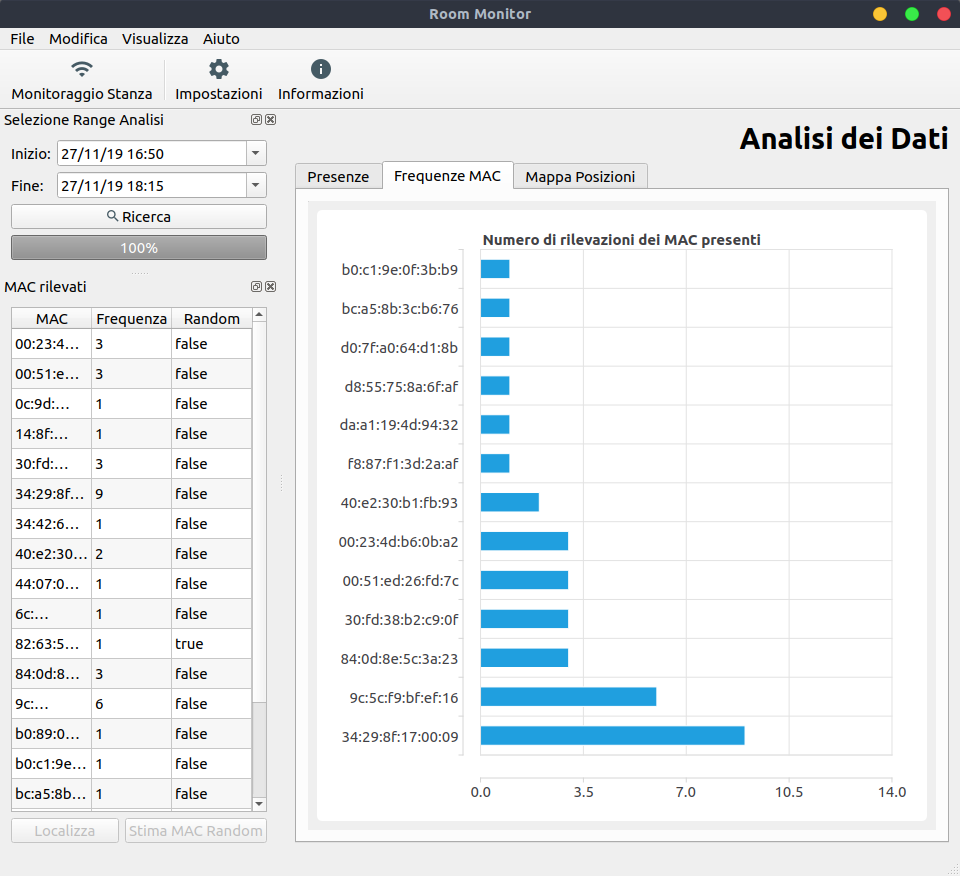 Room Monitor
File Modifica Visualizza Aiuto
Monitoraggio Stanza Impostazioni Informazioni
Selezione Range Analisi
Inizio: 27/11/19 16:50
Fine: 27/11/19 18:15
Ricerca
100%
MAC rilevati
MAC Frequenza Random
00:23:4… 3 false
00:51:e… 3 false
0c:9d:… 1 false
14:8f:… 1 false
30:fd:… 3 false
34:29:8f… 9 false
34:42:6… 1 false
40:e2:30… 2 false
44:07:0… 1 false
6c:… 1 false
82:63:5… 1 true
84:0d:8… 3 false
9c:… 6 false
b0:89:0… 1 false
b0:c1:9e… 1 false
bc:a5:8b… 1 false
Localizza Stima MAC Random
Analisi dei Dati
Presenze Frequenze MAC Mappa Posizioni
Numero di rilevazioni dei MAC presenti
b0:c1:9e:0f:3b:b9
bc:a5:8b:3c:b6:76
d0:7f:a0:64:d1:8b
d8:55:75:8a:6f:af
da:a1:19:4d:94:32
f8:87:f1:3d:2a:af
40:e2:30:b1:fb:93
00:23:4d:b6:0b:a2
00:51:ed:26:fd:7c
30:fd:38:b2:c9:0f
84:0d:8e:5c:3a:23
9c:5c:f9:bf:ef:16
34:29:8f:17:00:09
0.0 3.5 7.0 10.5 14.0